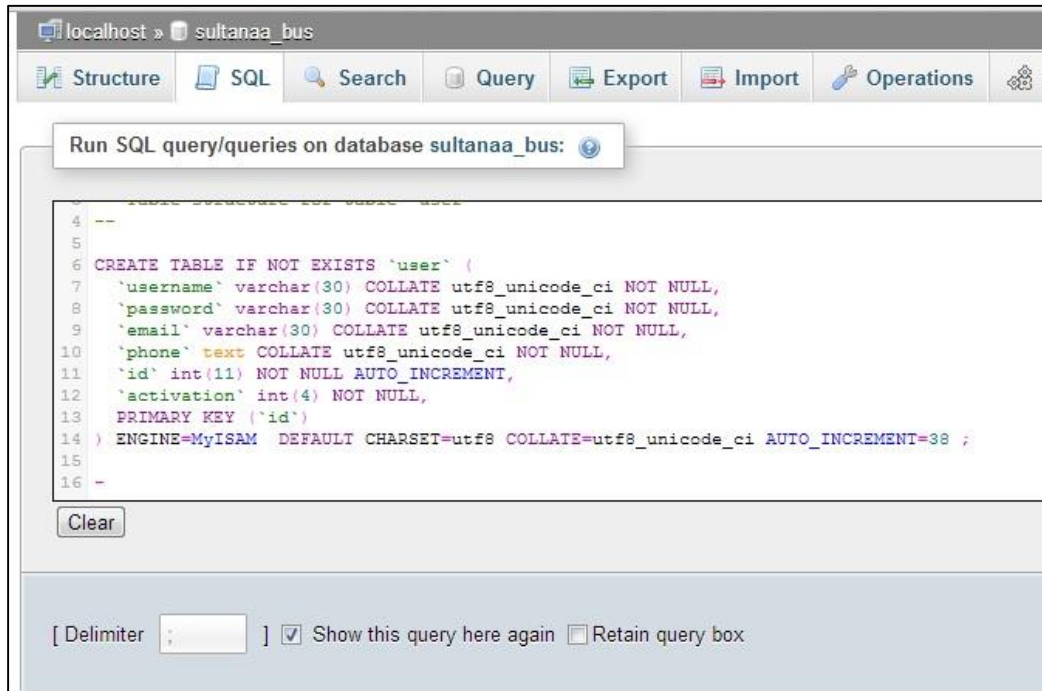 localhost » sultanaa_bus
Structure SQL Search Query Export Import Operations
Run SQL query/queries on database sultanaa_bus:
4 --
5
6 CREATE TABLE IF NOT EXISTS `user` (
7 `username` varchar(30) COLLATE utf8_unicode_ci NOT NULL,
8 `password` varchar(30) COLLATE utf8_unicode_ci NOT NULL,
9 `email` varchar(30) COLLATE utf8_unicode_ci NOT NULL,
10 `phone` text COLLATE utf8_unicode_ci NOT NULL,
11 `id` int(11) NOT NULL AUTO_INCREMENT,
12 `activation` int(4) NOT NULL,
13 PRIMARY KEY (`id`)
14 ) ENGINE=MyISAM DEFAULT CHARSET=utf8 COLLATE=utf8_unicode_ci AUTO_INCREMENT=38 ;
15
16 -
Clear
[ Delimiter ; ] Show this query here again Retain query box